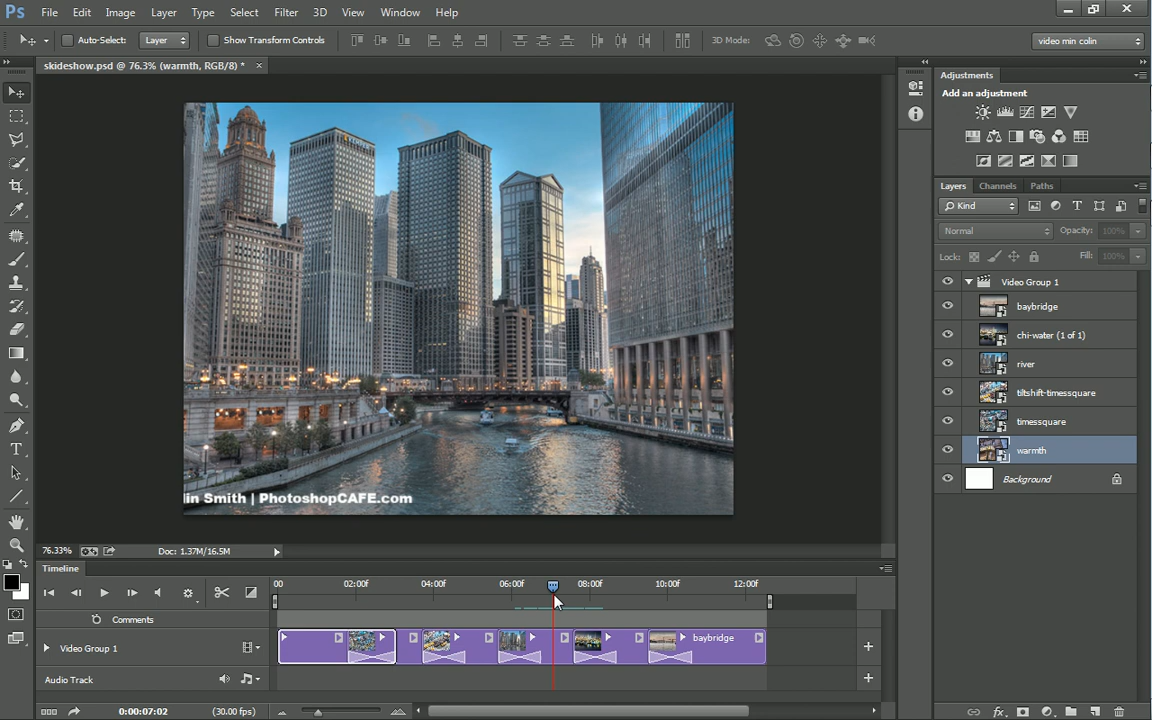 Ps File Edit Image Layer Type Select Filter 3D View Window Help
Auto-Select: Layer Show Transform Controls 3D Mode: video min colin
skideshow.psd @ 76.3% (warmth, RGB/8) * ×
Adjustments
Add an adjustment
Layers Channels Paths
Kind
Normal Opacity: 100%
Lock: Fill: 100%
Video Group 1
baybridge
chi-water (1 of 1)
river
tiltshift-timessquare
timessquare
warmth
Background
lin Smith | PhotoshopCAFE.com
76.33% Doc: 1.37M/16.5M
Timeline
00 02:00f 04:00f 06:00f 08:00f 10:00f 12:00f
Comments
Video Group 1 baybridge
Audio Track
0:00:07:02 (30.00 fps)